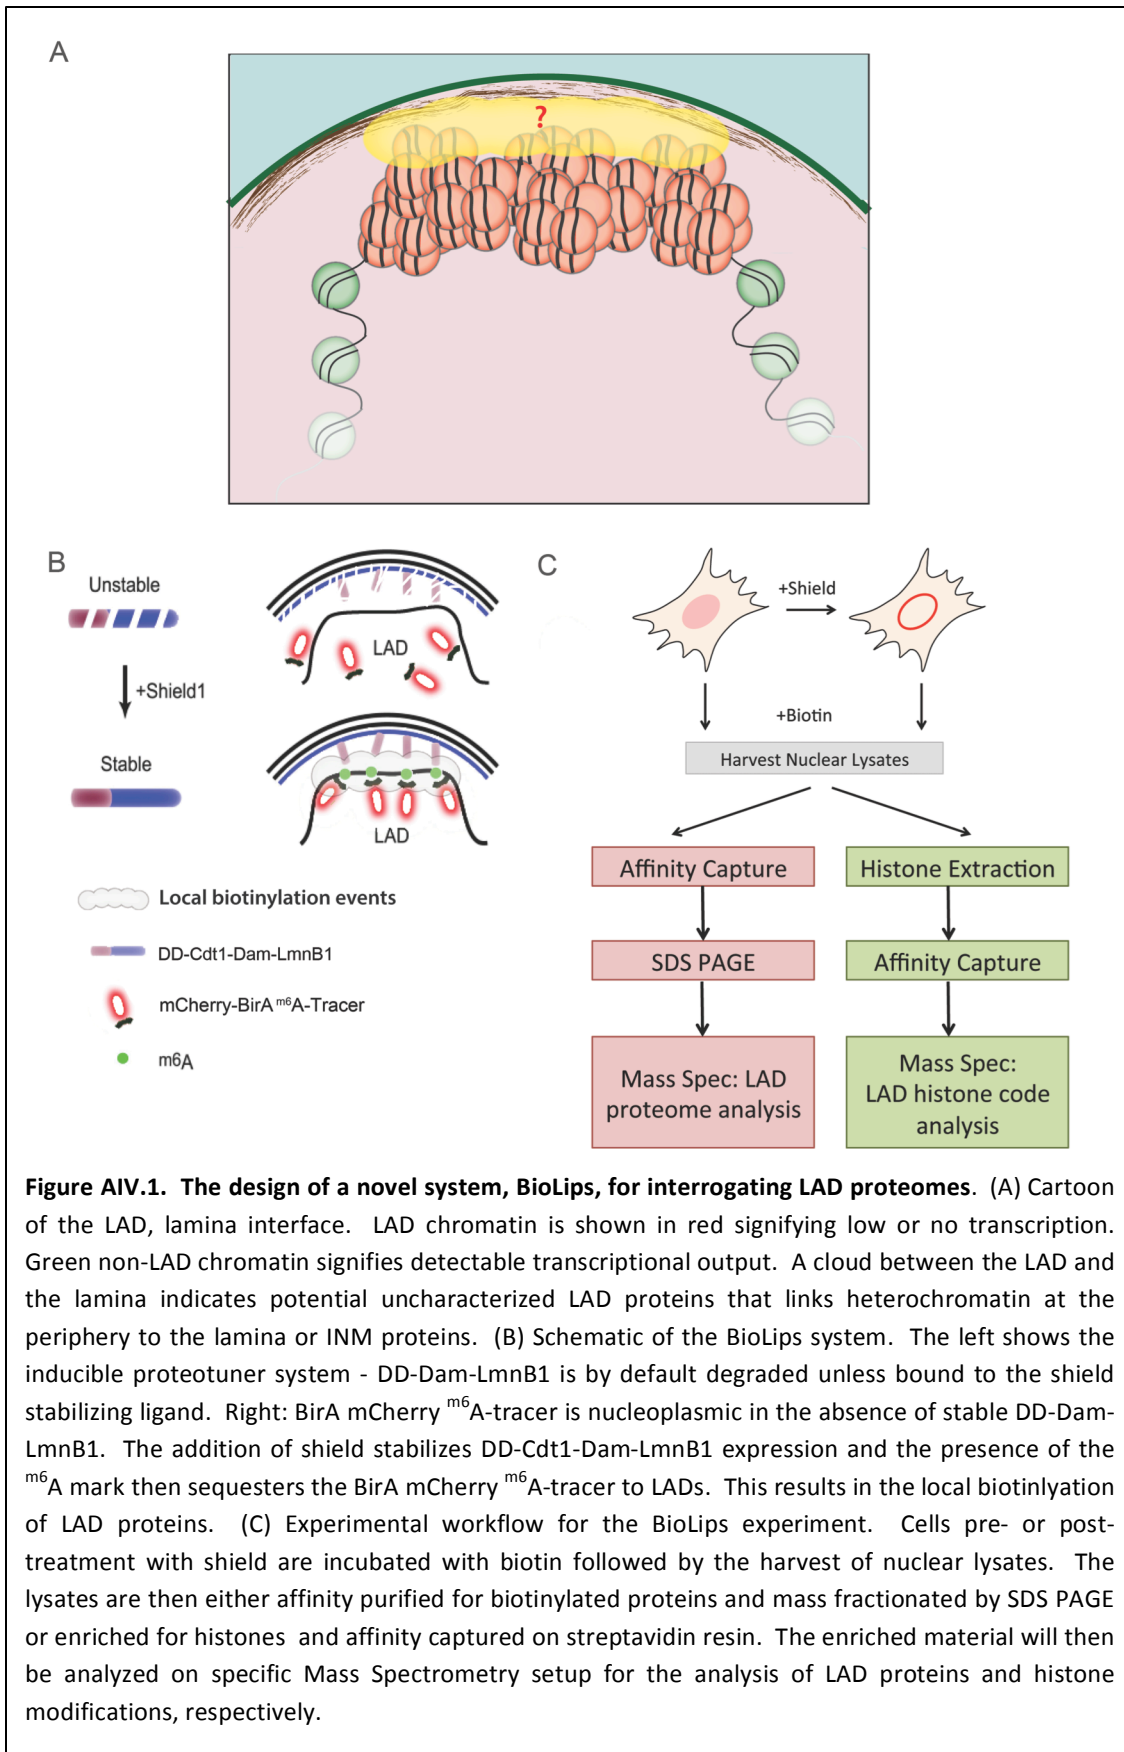 A
?
B
Unstable
+Shield1
Stable
LAD
LAD
Local biotinylation events
DD-Cdt1-Dam-LmnB1
mCherry-BirA m6A-Tracer
m6A
C
+Shield
+Biotin
Harvest Nuclear Lysates
Affinity Capture
Histone Extraction
SDS PAGE
Affinity Capture
Mass Spec: LAD
proteome analysis
Mass Spec:
LAD histone code
analysis
Figure AIV.1. The design of a novel system, BioLips, for interrogating LAD proteomes. (A) Cartoon
of the LAD, lamina interface. LAD chromatin is shown in red signifying low or no transcription.
Green non-LAD chromatin signifies detectable transcriptional output. A cloud between the LAD and
the lamina indicates potential uncharacterized LAD proteins that links heterochromatin at the
periphery to the lamina or INM proteins. (B) Schematic of the BioLips system. The left shows the
inducible proteotuner system - DD-Dam-LmnB1 is by default degraded unless bound to the shield
stabilizing ligand. Right: BirA mCherry m6A-tracer is nucleoplasmic in the absence of stable DD-Dam-
LmnB1. The addition of shield stabilizes DD-Cdt1-Dam-LmnB1 expression and the presence of the
m6A mark then sequesters the BirA mCherry m6A-tracer to LADs. This results in the local biotinlyation
of LAD proteins. (C) Experimental workflow for the BioLips experiment. Cells pre- or post-
treatment with shield are incubated with biotin followed by the harvest of nuclear lysates. The
lysates are then either affinity purified for biotinylated proteins and mass fractionated by SDS PAGE
or enriched for histones and affinity captured on streptavidin resin. The enriched material will then
be analyzed on specific Mass Spectrometry setup for the analysis of LAD proteins and histone
modifications, respectively.